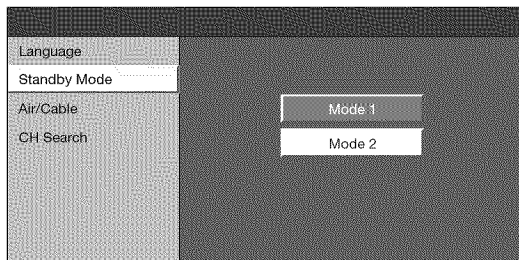 Language
Standby Mode
Air/Cable
CH Search
Mode 1
Mode 2